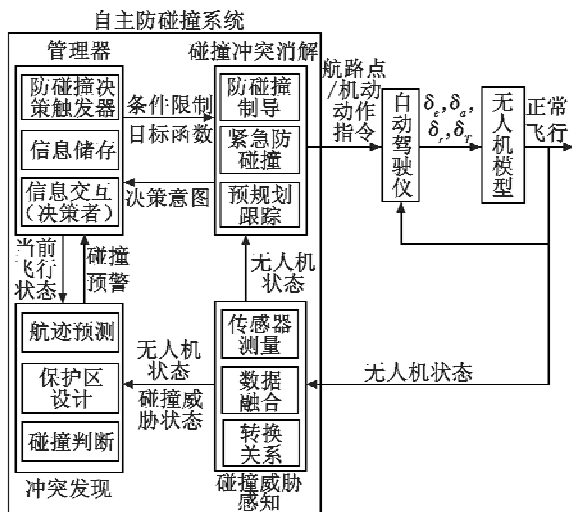 自主防碰撞系统
管理器
防碰撞决
策触发器
信息储存
信息交互
(决策者)
条件限制
目标函数
决策意图
碰撞冲突消解
防碰撞
制导
紧急防
碰撞
预规划
跟踪
航路点
/机动
动作
指令
自动驾驶仪
δe,δa,
δr,δT
无人机模型
正常
飞行
当前
飞行
状态
碰撞
预警
无人机
状态
航迹预测
保护区
设计
碰撞判断
冲突发现
无人机
状态
碰撞威
胁状态
传感器
测量
数据
融合
转换
关系
碰撞威胁
感知
无人机状态